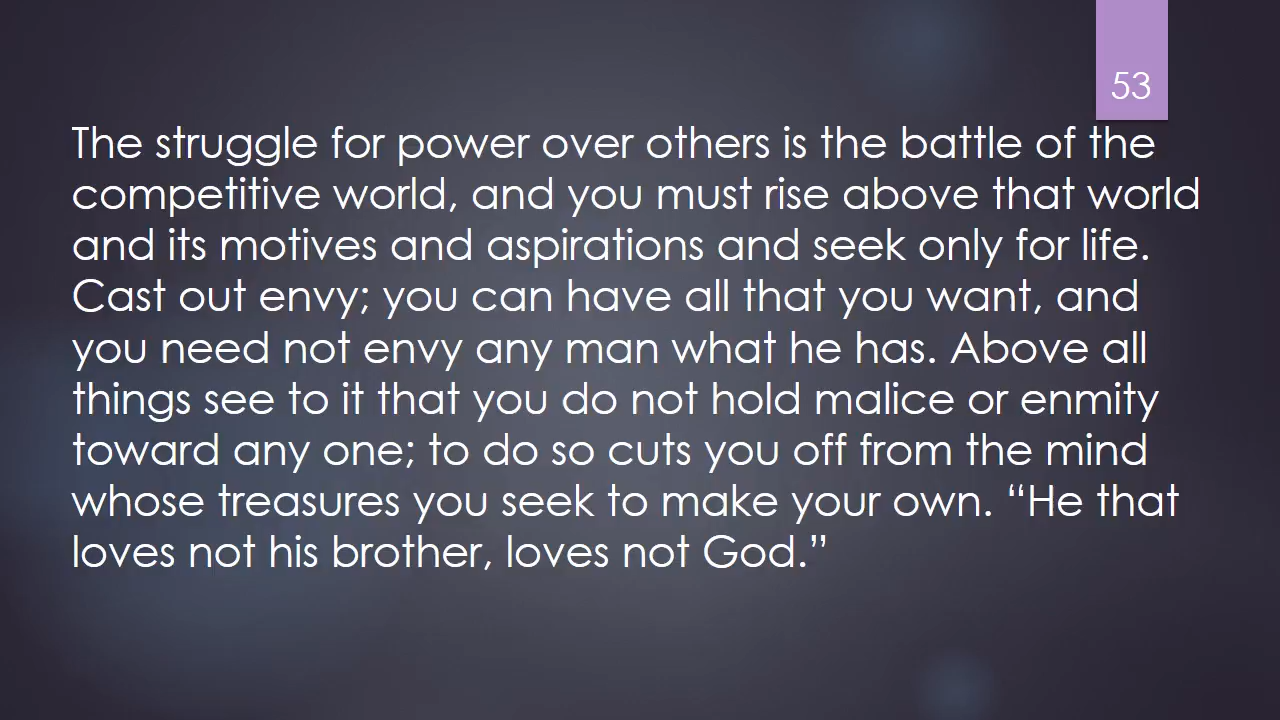 53
The struggle for power over others is the battle of the
competitive world, and you must rise above that world
and its motives and aspirations and seek only for life.
Cast out envy; you can have all that you want, and
you need not envy any man what he has. Above all
things see to it that you do not hold malice or enmity
toward any one; to do so cuts you off from the mind
whose treasures you seek to make your own. “He that
loves not his brother, loves not God.”